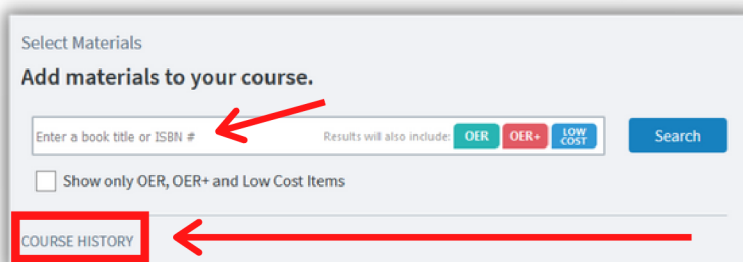 Select Materials
Add materials to your course.
Enter a book title or ISBN # Results will also include: OER OER+ LOW COST Search
Show only OER, OER+ and Low Cost Items
COURSE HISTORY